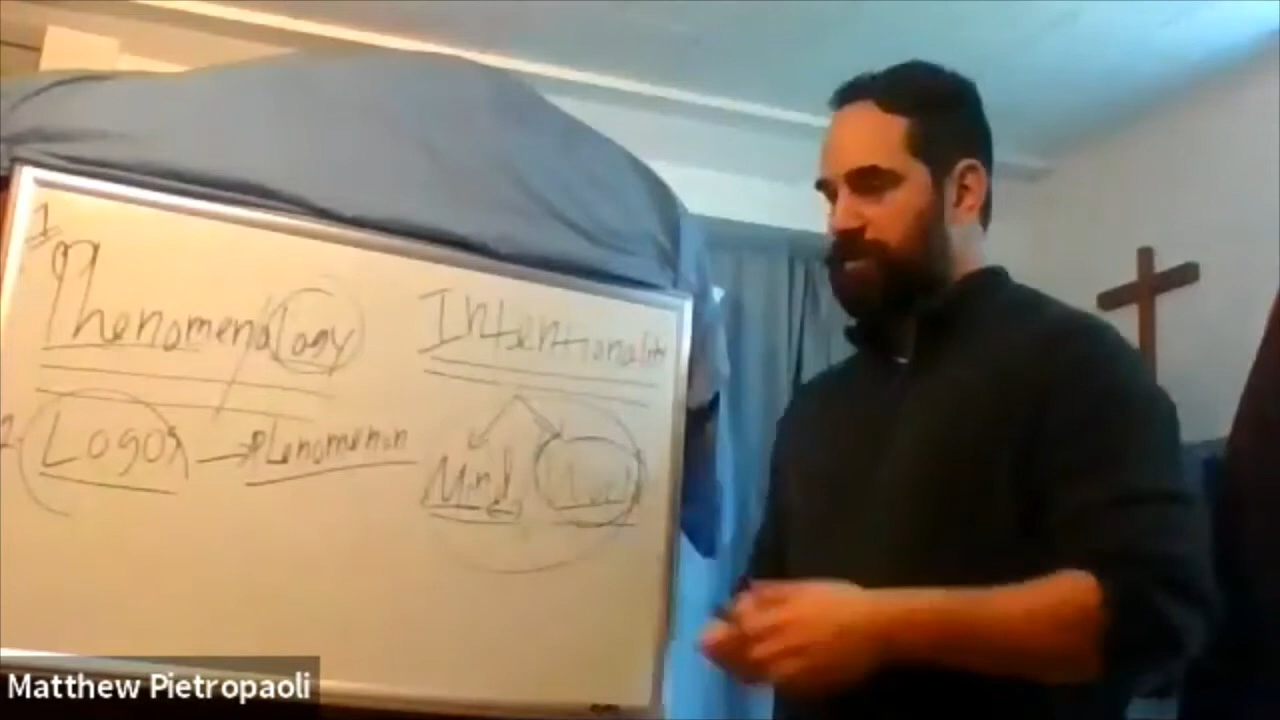 1
Phenomenology
Intentionality
2 Logos → Phenomenon
Mind
Matthew Pietropaoli